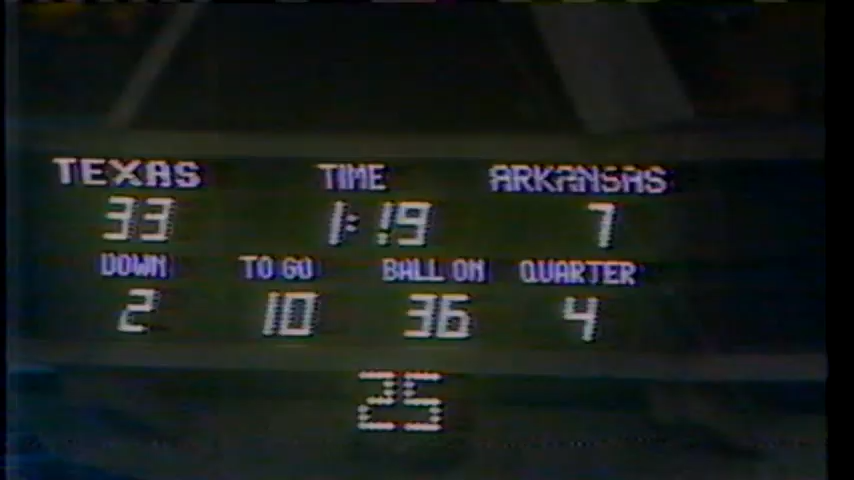 TEXAS TIME ARKANSAS
33 1:19 7
DOWN TO GO BALL ON QUARTER
2 10 36 4
25